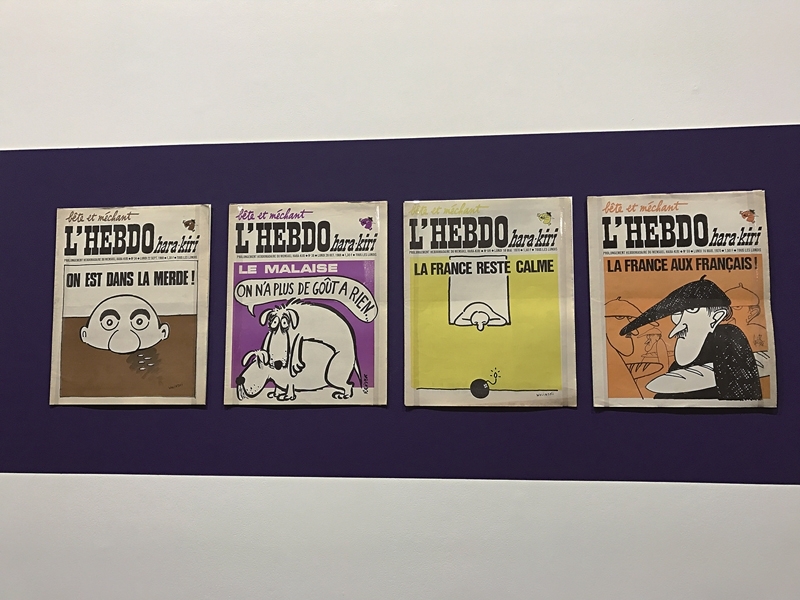 bête et méchant
L'HEBDO hara-kiri
ON EST DANS LA MERDE !
bête et méchant
L'HEBDO hara-kiri
LE MALAISE
ON N'A PLUS DE GOÛT A RIEN.
bête et méchant
L'HEBDO hara-kiri
LA FRANCE RESTE CALME
WOLINSKI
bête et méchant
L'HEBDO hara-kiri
LA FRANCE AUX FRANÇAIS !